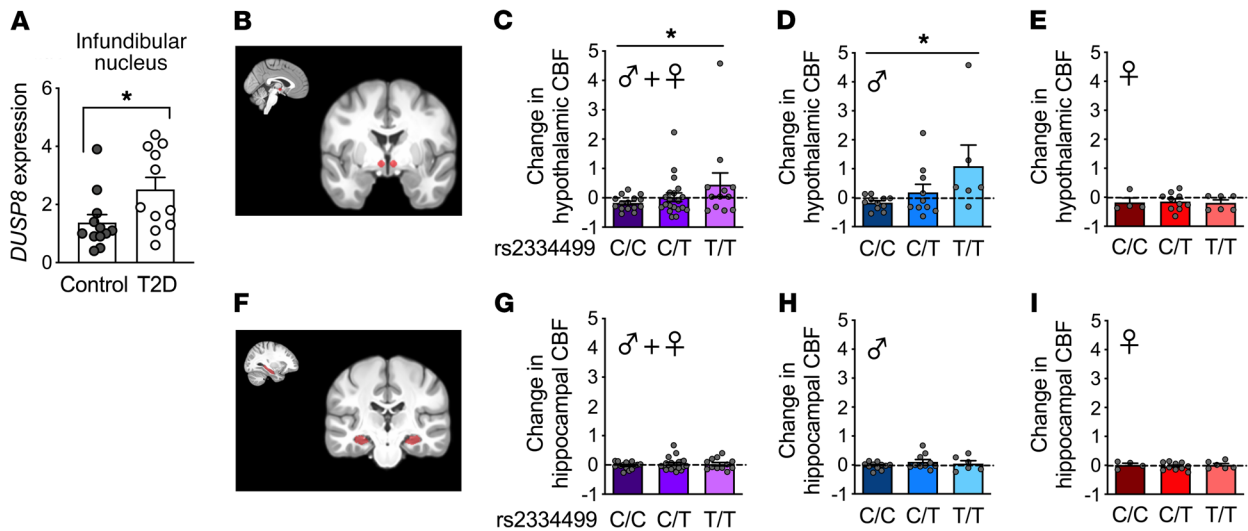 A
Infundibular
nucleus
*
DUSP8 expression
6
4
2
0
Control T2D
B
C
Change in
hypothalamic CBF
5
4
3
2
1
0
-1
*
♂ + ♀
rs2334499 C/C C/T T/T
D
Change in
hypothalamic CBF
5
4
3
2
1
0
-1
*
♂
C/C C/T T/T
E
Change in
hypothalamic CBF
5
4
3
2
1
0
-1
♀
C/C C/T T/T
F
G
Change in
hippocampal CBF
5
4
3
2
1
0
-1
♂ + ♀
rs2334499 C/C C/T T/T
H
Change in
hippocampal CBF
5
4
3
2
1
0
-1
♂
C/C C/T T/T
I
Change in
hippocampal CBF
5
4
3
2
1
0
-1
♀
C/C C/T T/T